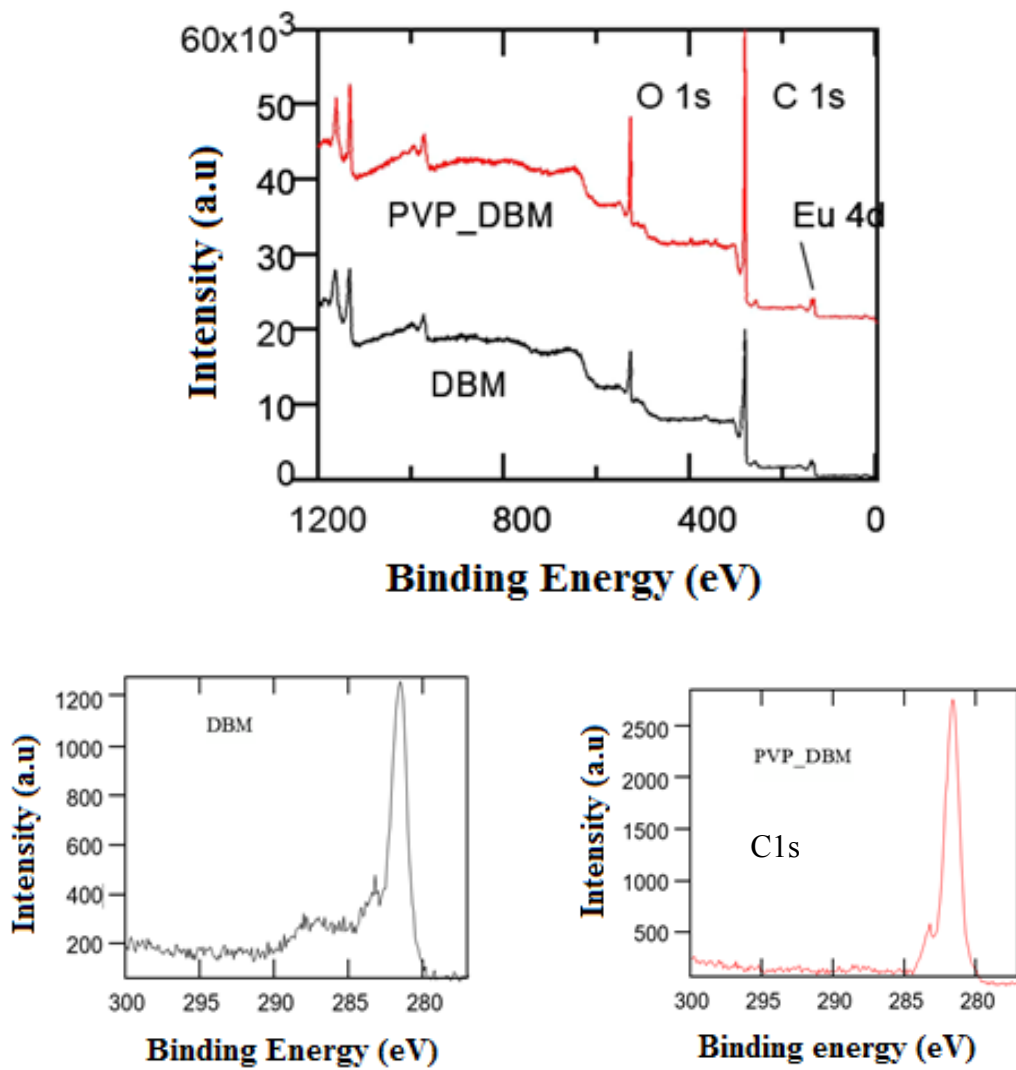 60x10³
50
40
30
20
10
0
Intensity (a.u)
O 1s
C 1s
Eu 4d
PVP_DBM
DBM
1200
800
400
0
Binding Energy (eV)
1200
1000
800
600
400
200
Intensity (a.u)
DBM
300
295
290
285
280
Binding Energy (eV)
2500
2000
1500
1000
500
Intensity (a.u)
PVP_DBM
C1s
300
295
290
285
280
Binding energy (eV)